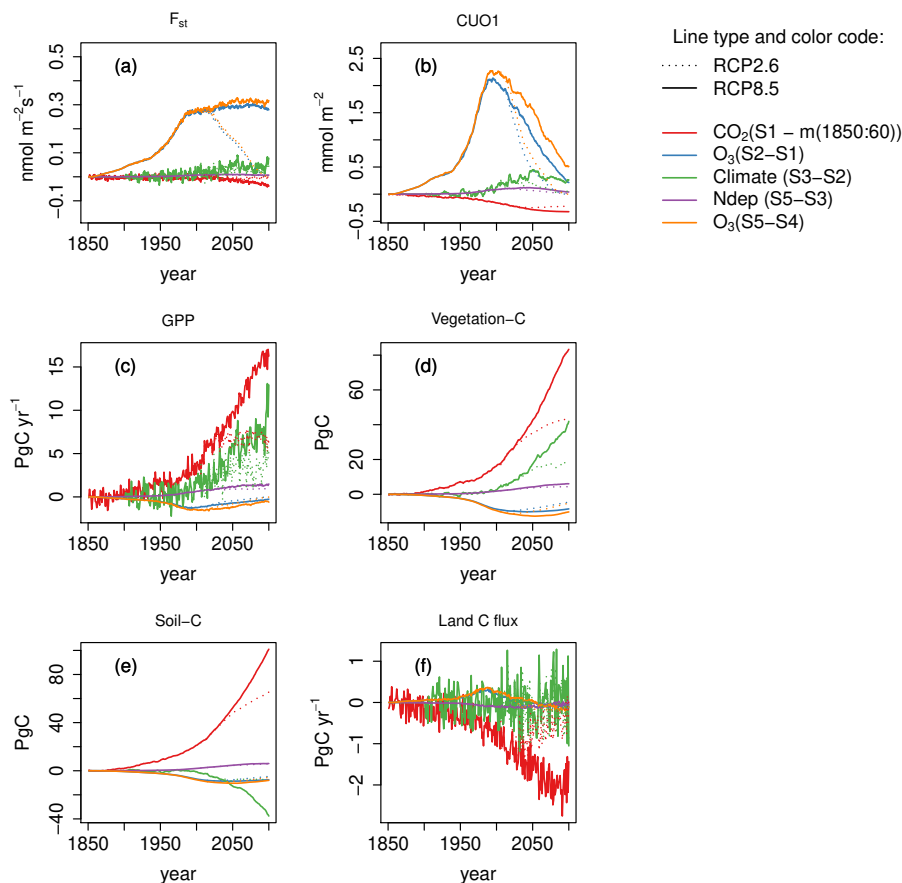 F_st
(a)
nmol m⁻²s⁻¹
0.5
0.3
0.1
−0.1
1850 1950 2050
year
CUO1
(b)
nmol m⁻²
2.5
1.5
0.5
0.5
1850 1950 2050
year
Line type and color code:
RCP2.6
RCP8.5
CO₂(S1 − m(1850:60))
O₃(S2−S1)
Climate (S3−S2)
Ndep (S5−S3)
O₃(S5−S4)
GPP
(c)
PgC yr⁻¹
15
10
5
0
1850 1950 2050
year
Vegetation−C
(d)
PgC
60
20
0
1850 1950 2050
year
Soil−C
(e)
PgC
80
40
0
−40
1850 1950 2050
year
Land C flux
(f)
PgC yr⁻¹
1
0
−1
−2
1850 1950 2050
year